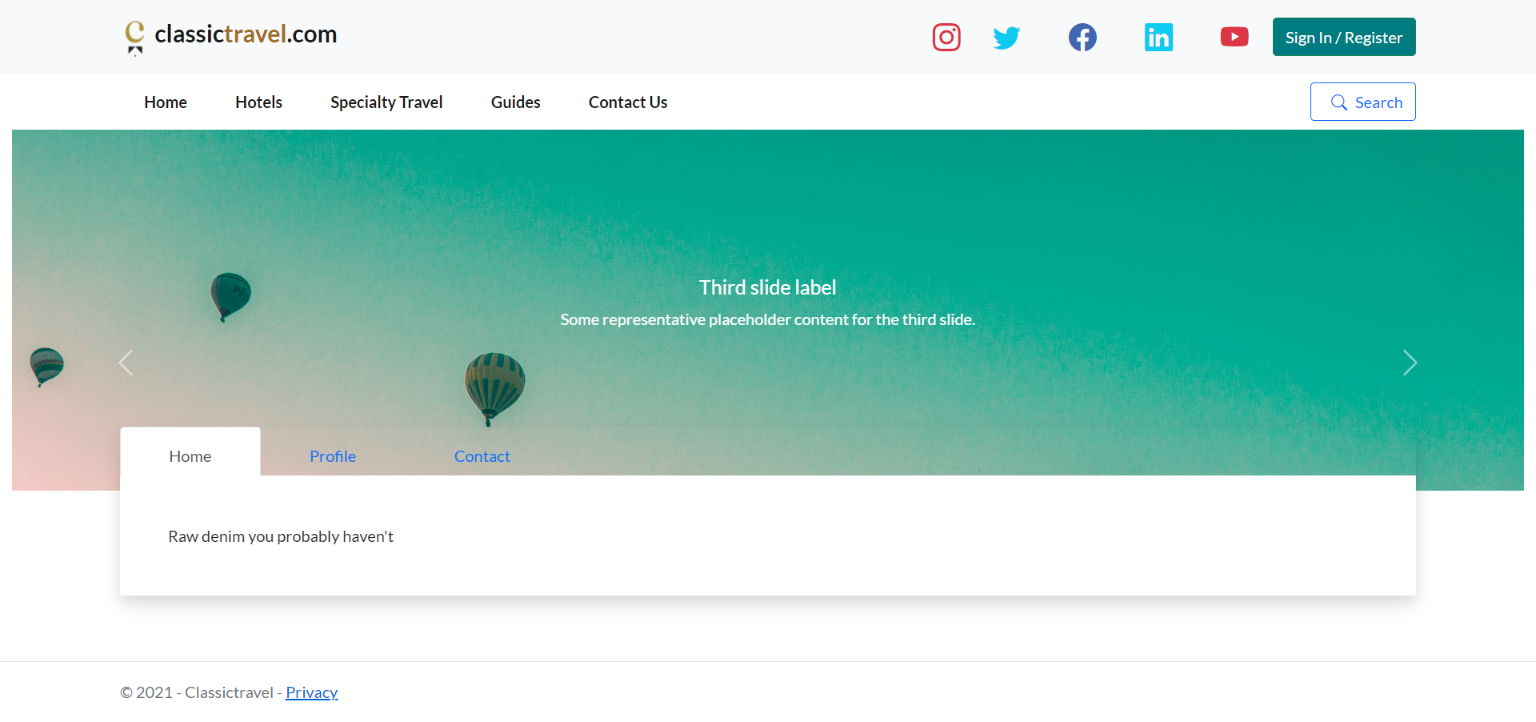 classictravel.com
Sign In / Register
Home Hotels Specialty Travel Guides Contact Us
Search
Third slide label
Some representative placeholder content for the third slide.
Home Profile Contact
Raw denim you probably haven't
© 2021 - Classictravel - Privacy